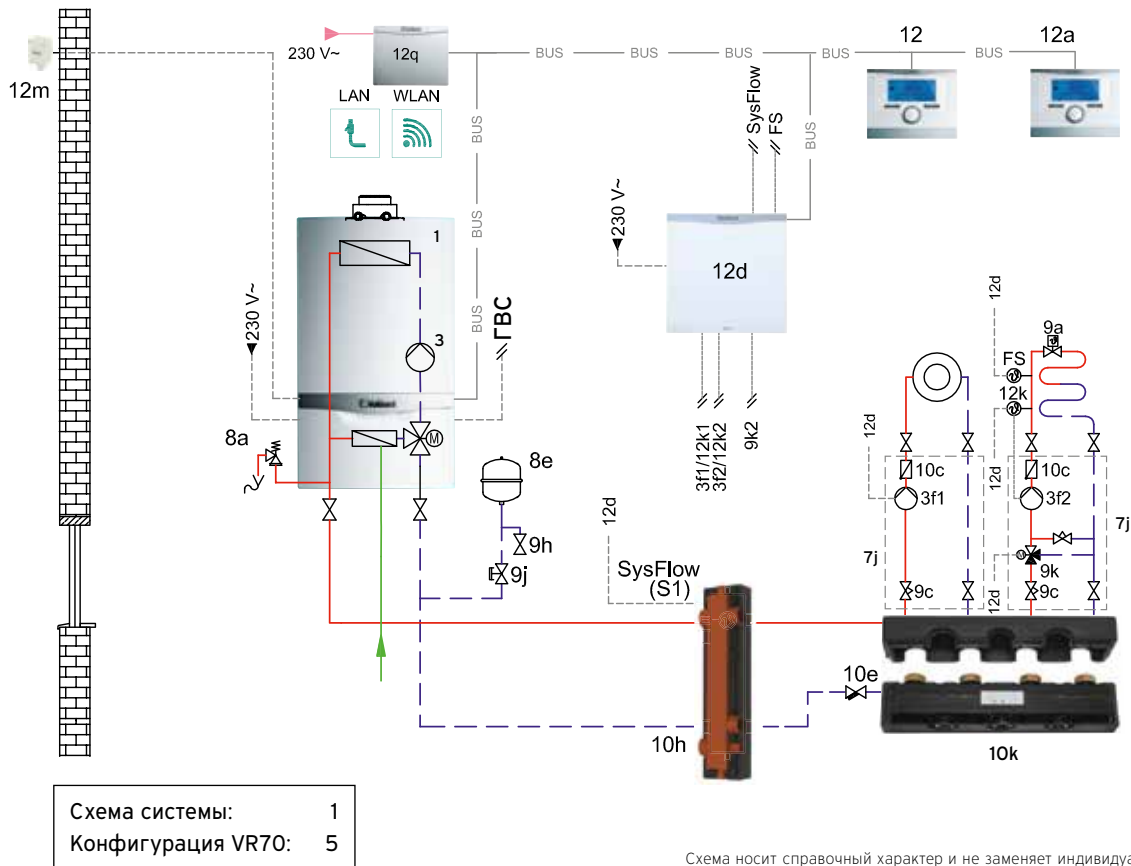 12m
230 V~
12q
LAN
WLAN
BUS
BUS
BUS
BUS
BUS
12
BUS
12a
BUS
BUS
SysFlow
FS
BUS
230 V~
12d
1
3
230 V~
ГВС
Vaillant
M
8a
8e
9h
9j
3f1/12k1
3f2/12k2
9k2
12d
SysFlow
(S1)
10h
10e
10k
12d
FS
12k
9a
12d
12d
12d
10c
3f1
7j
9c
10c
3f2
7j
9k
9c
Схема системы: 1
Конфигурация VR70: 5
Схема носит справочный характер и не заменяет индивидуа